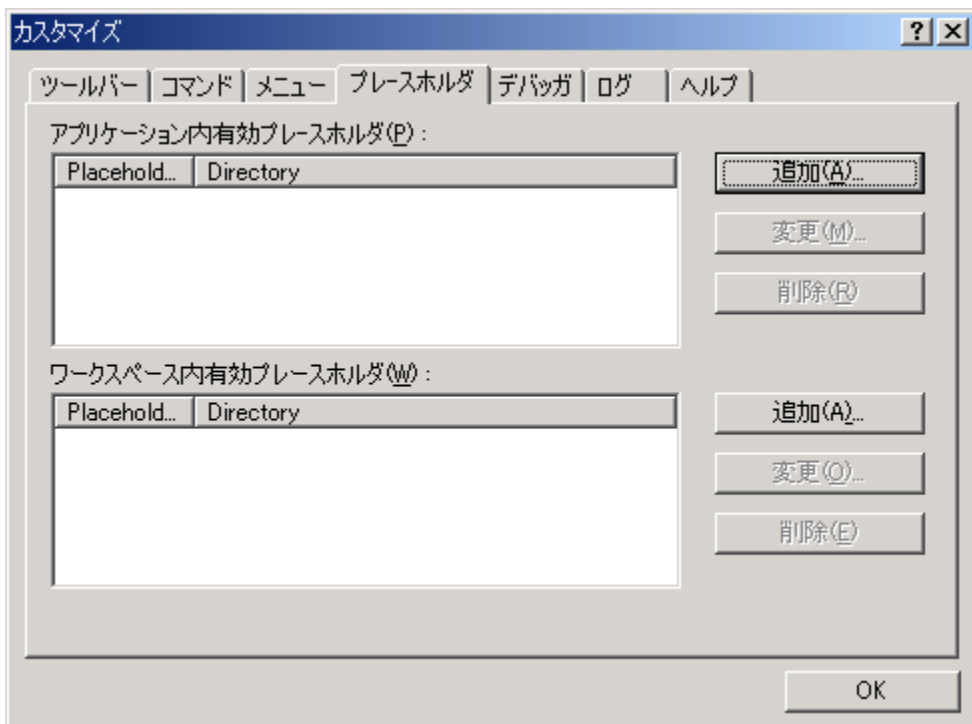 カスタマイズ
ツールバー コマンド メニュー プレースホルダ デバッガ ログ ヘルプ
アプリケーション内有効プレースホルダ(P) :
Placehold... Directory
追加(A)...
変更(M)...
削除(R)
ワークスペース内有効プレースホルダ(W) :
Placehold... Directory
追加(A)...
変更(O)...
削除(E)
OK